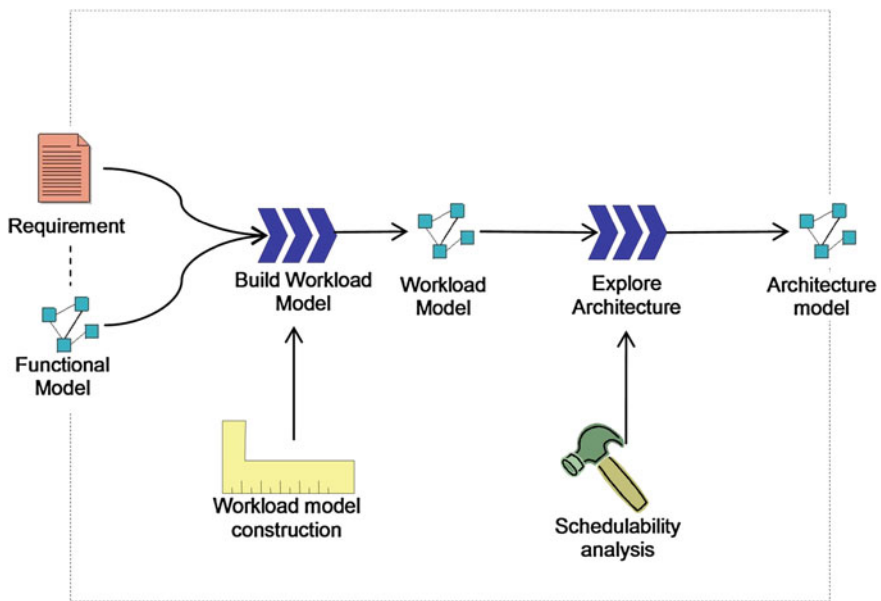 Requirement
Functional
Model
Build Workload
Model
Workload
Model
Explore
Architecture
Architecture
model
Workload model
construction
Schedulability
analysis